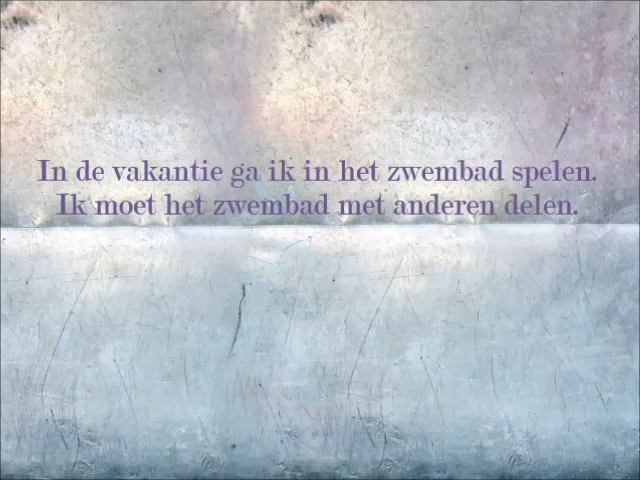 In de vakantie ga ik in het zwembad spelen.
Ik moet het zwembad met anderen delen.